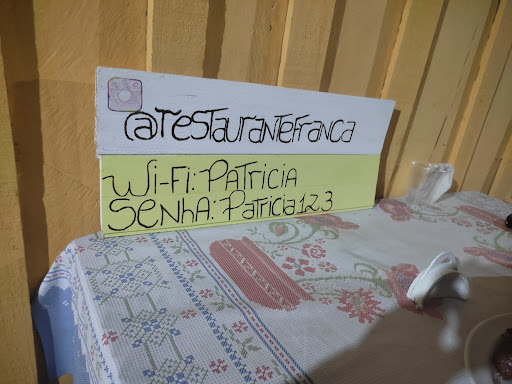 @restaurantefranca
Wi-Fi: PATRICIA
SENhA: Patricia123